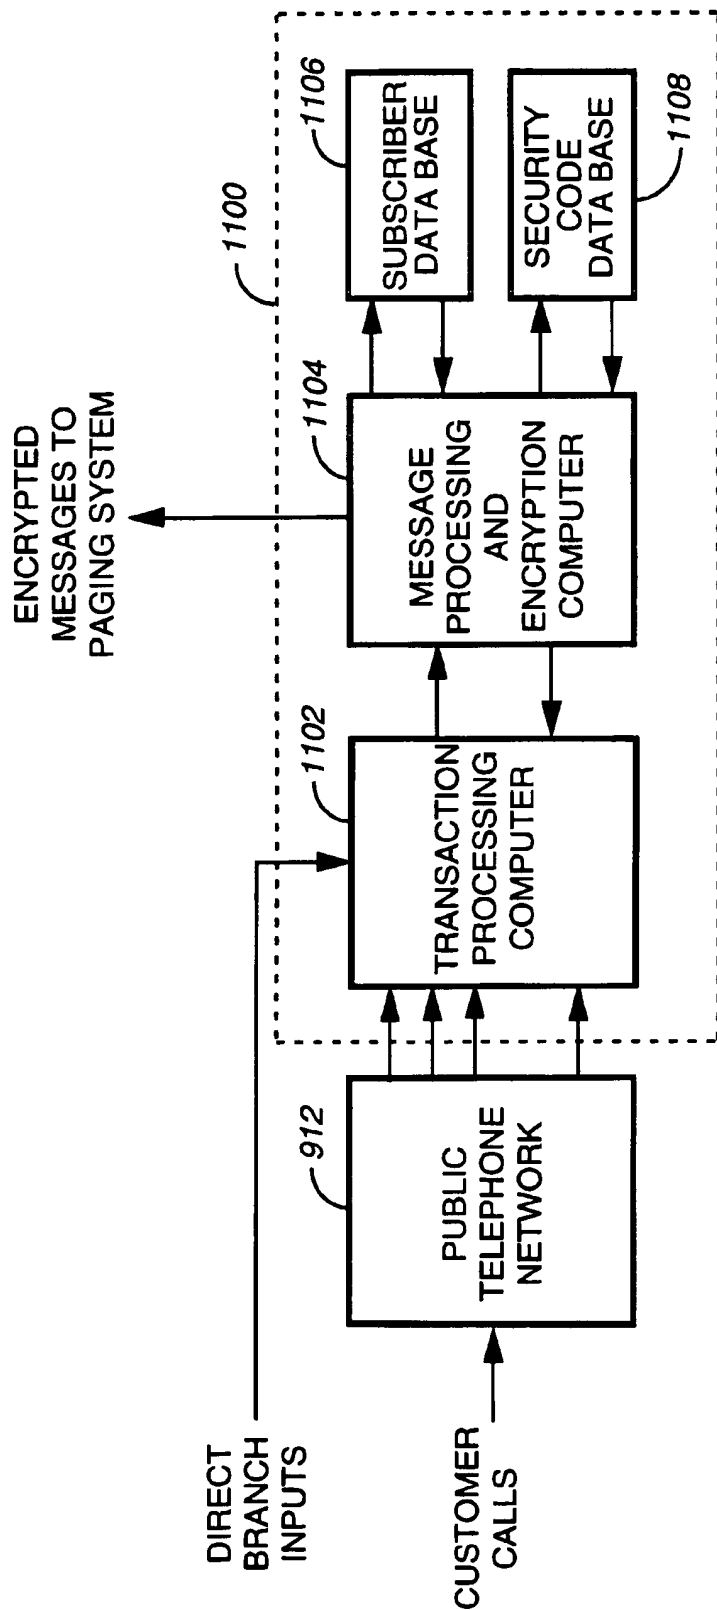 ENCRYPTED
MESSAGES TO
PAGING SYSTEM
1100
DIRECT
BRANCH
INPUTS
CUSTOMER
CALLS
912
PUBLIC
TELEPHONE
NETWORK
1102
TRANSACTION
PROCESSING
COMPUTER
1104
MESSAGE
PROCESSING
AND
ENCRYPTION
COMPUTER
1106
SUBSCRIBER
DATA BASE
SECURITY
CODE
DATA BASE
1108